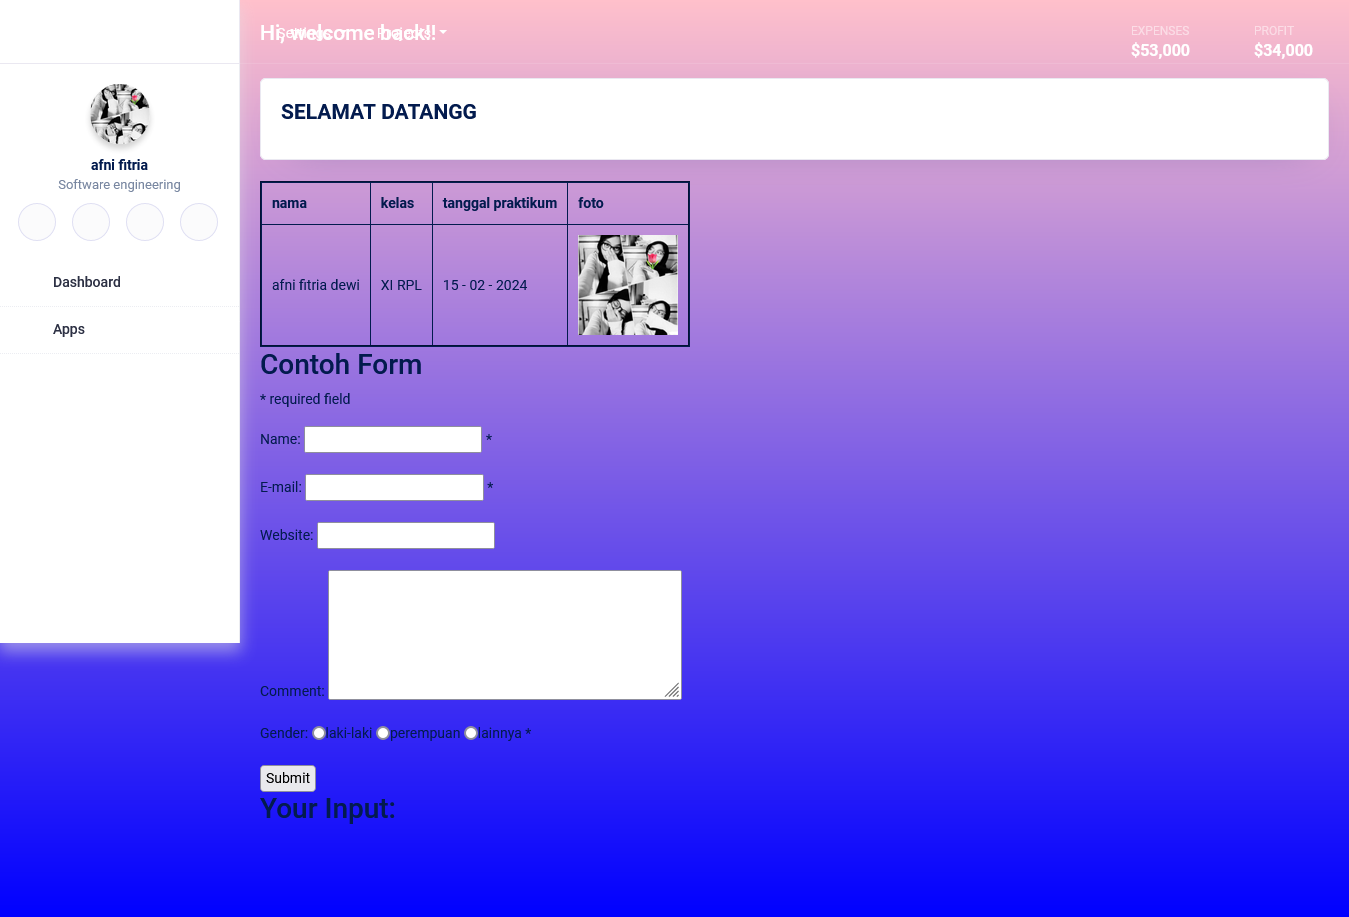 Hi, welcome back!
Settings
Projects
EXPENSES
$53,000
PROFIT
$34,000
SELAMAT DATANGG
afni fitria
Software engineering
Dashboard
Apps
nama kelas tanggal praktikum foto
afni fitria dewi XI RPL 15 - 02 - 2024
Contoh Form
* required field
Name: *
E-mail: *
Website:
Comment:
Gender: laki-laki perempuan lainnya *
Submit
Your Input: